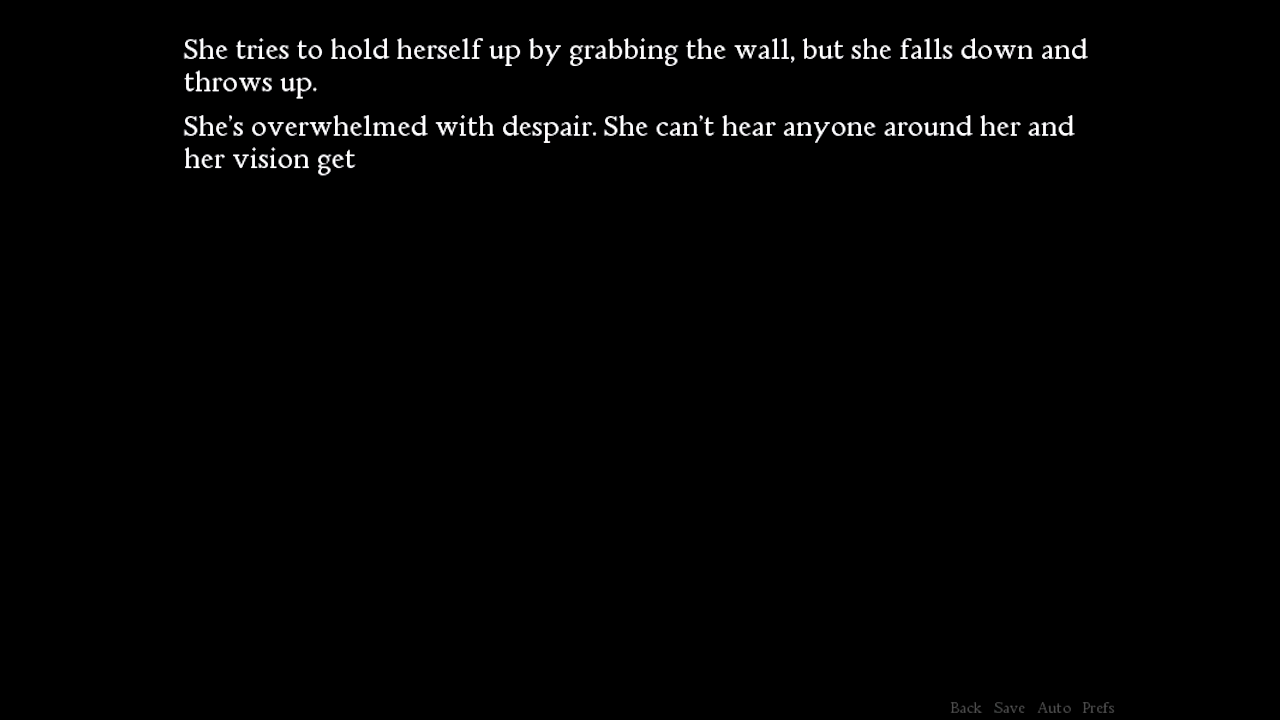 She tries to hold herself up by grabbing the wall, but she falls down and
throws up.
She’s overwhelmed with despair. She can’t hear anyone around her and
her vision get
Back Save Auto Prefs